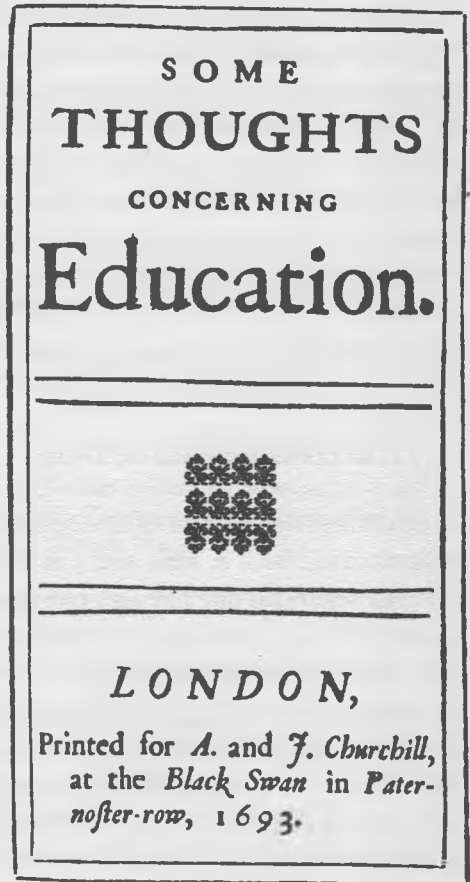 SOME
THOUGHTS
CONCERNING
Education.
LONDON,
Printed for A. and J. Churchill,
at the Black Swan in Pater-
noſter-row, 1693.